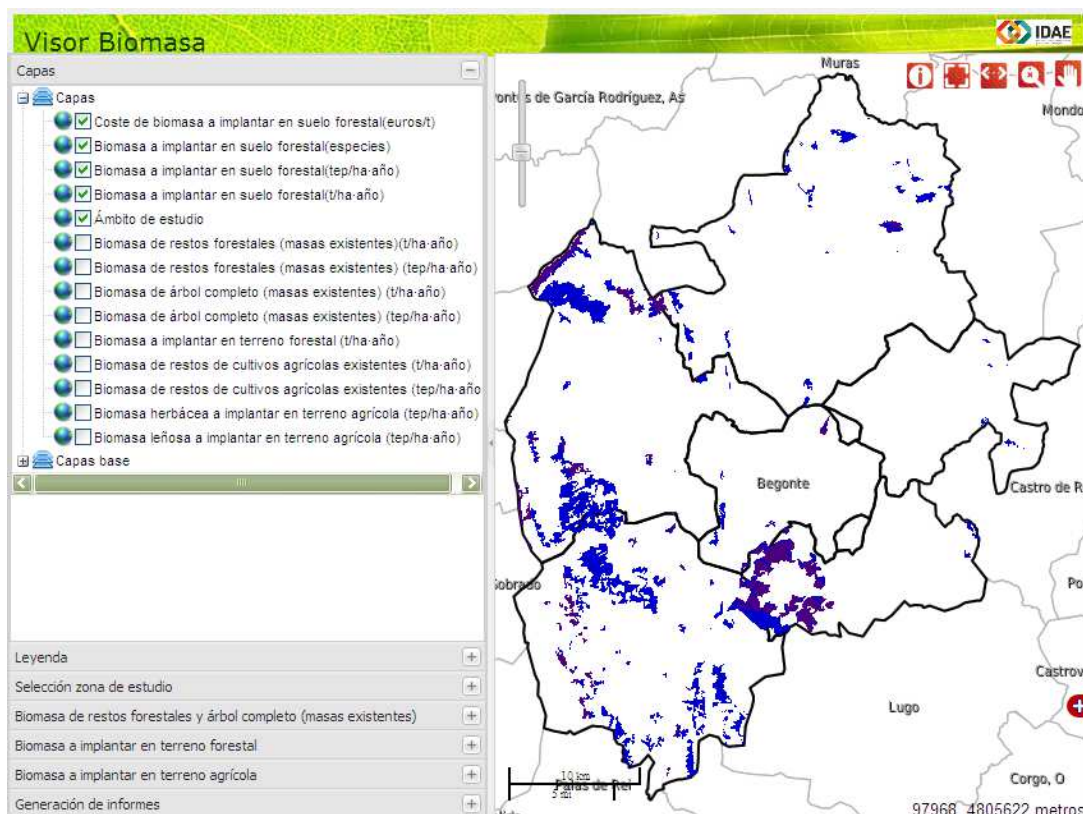 Visor Biomasa
IDAE
Capas
Capas
Coste de biomasa a implantar en suelo forestal(euros/t)
Biomasa a implantar en suelo forestal(especies)
Biomasa a implantar en suelo forestal(tep/ha·año)
Biomasa a implantar en suelo forestal(t/ha·año)
Ámbito de estudio
Biomasa de restos forestales (masas existentes)(t/ha·año)
Biomasa de restos forestales (masas existentes) (tep/ha·año)
Biomasa de árbol completo (masas existentes) (t/ha·año)
Biomasa de árbol completo (masas existentes) (tep/ha·año)
Biomasa a implantar en terreno forestal (t/ha·año)
Biomasa de restos de cultivos agrícolas existentes (t/ha·año)
Biomasa de restos de cultivos agrícolas existentes (tep/ha·año
Biomasa herbácea a implantar en terreno agrícola (tep/ha·año)
Biomasa leñosa a implantar en terreno agrícola (tep/ha·año)
Capas base
Leyenda
Selección zona de estudio
Biomasa de restos forestales y árbol completo (masas existentes)
Biomasa a implantar en terreno forestal
Biomasa a implantar en terreno agrícola
Generación de informes
Muras
ontes de García Rodríguez, As
Mondo
Begonte
Castro de R
Sobrado
Po
Castrov
Lugo
10 km
5 mi
Palas de Rei
Corgo, O
97968, 4805622 metros